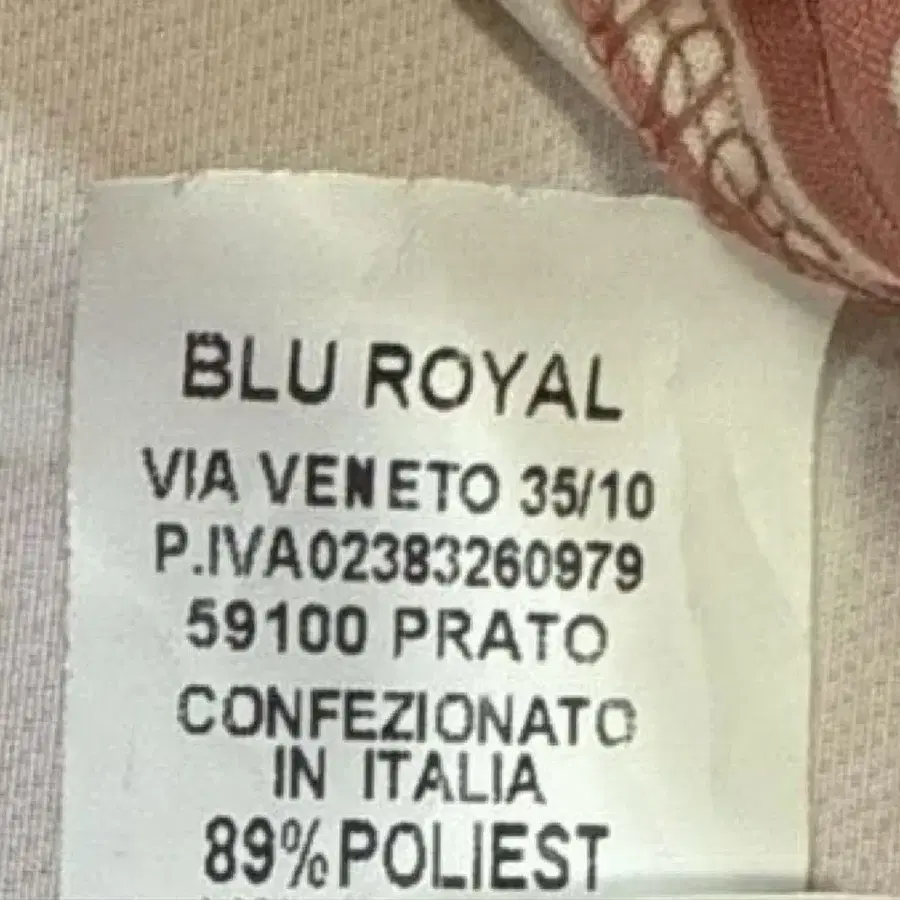 BLU ROYAL
VIA VENETO 35/10
P.IVA02383260979
59100 PRATO
CONFEZIONATO
IN ITALIA
89%POLIEST